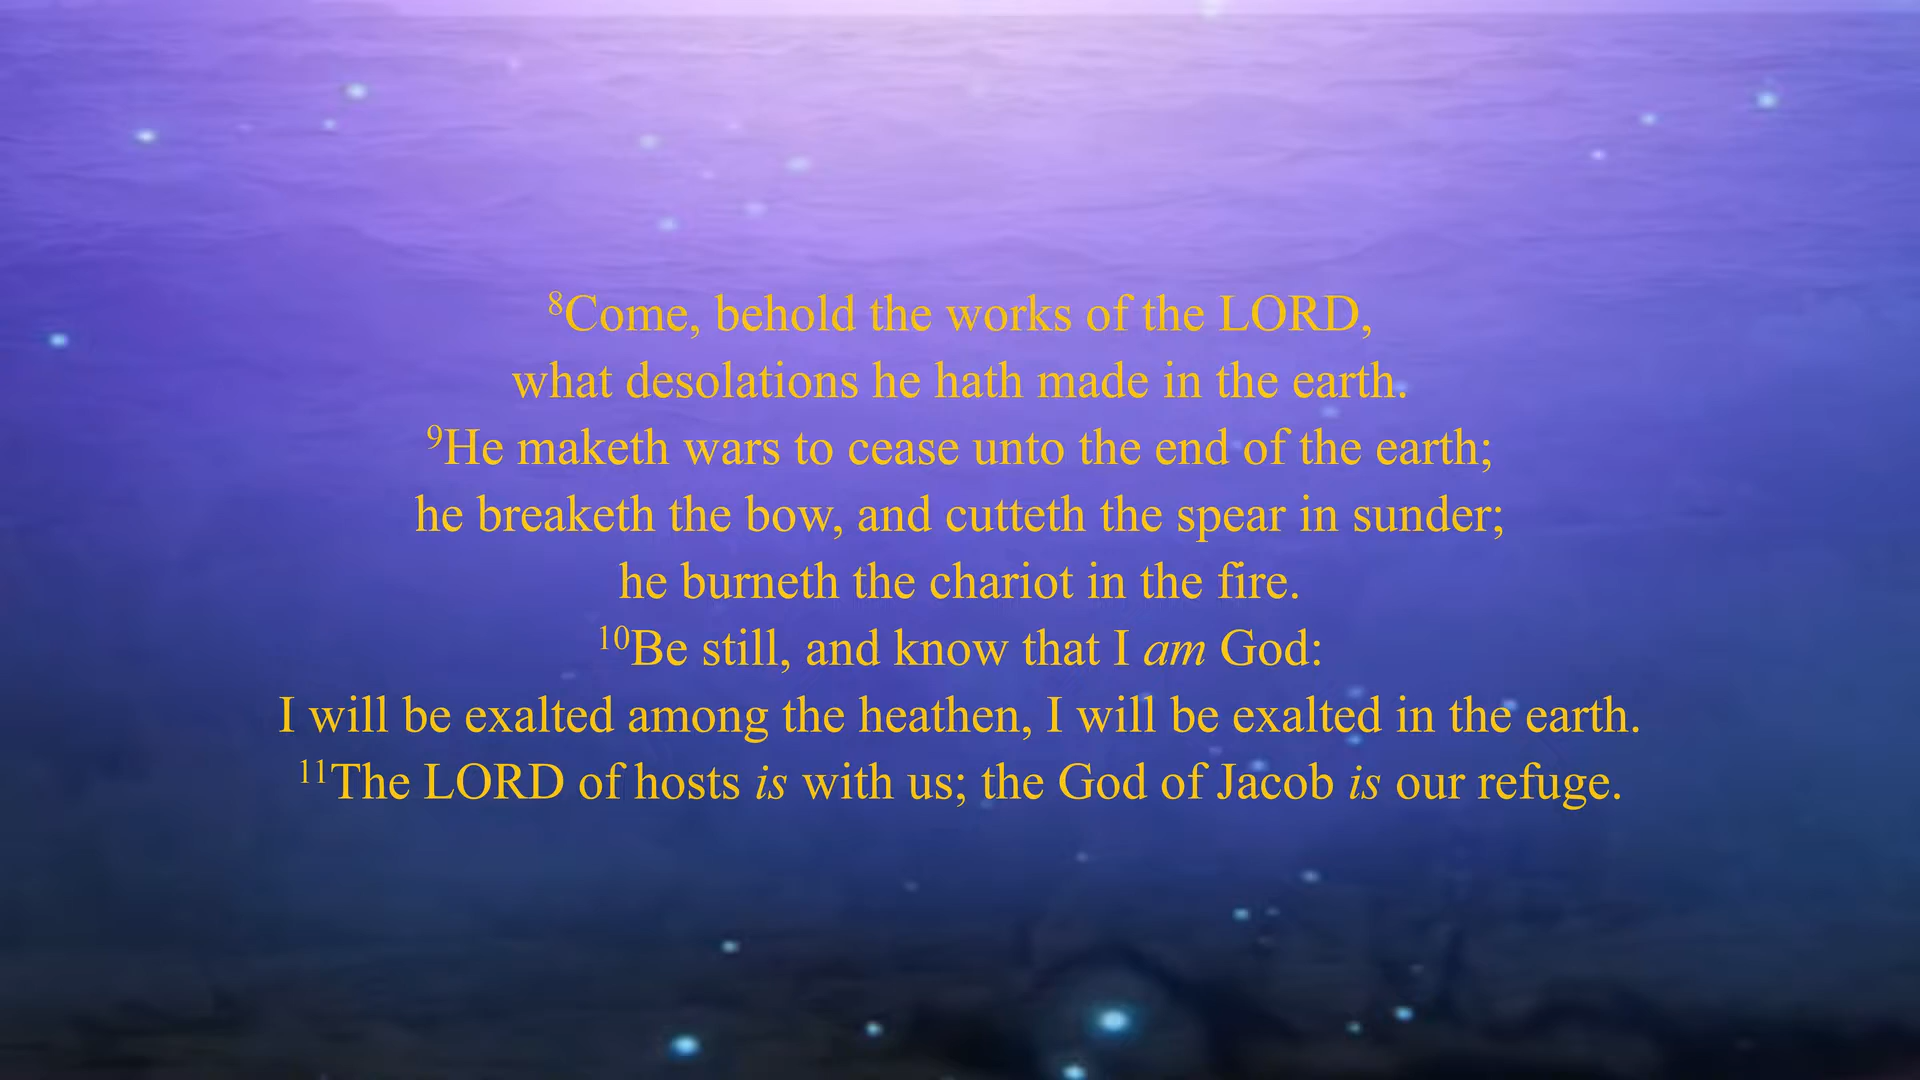 ⁸Come, behold the works of the LORD,
what desolations he hath made in the earth.
⁹He maketh wars to cease unto the end of the earth;
he breaketh the bow, and cutteth the spear in sunder;
he burneth the chariot in the fire.
¹⁰Be still, and know that I am God:
I will be exalted among the heathen, I will be exalted in the earth.
¹¹The LORD of hosts is with us; the God of Jacob is our refuge.